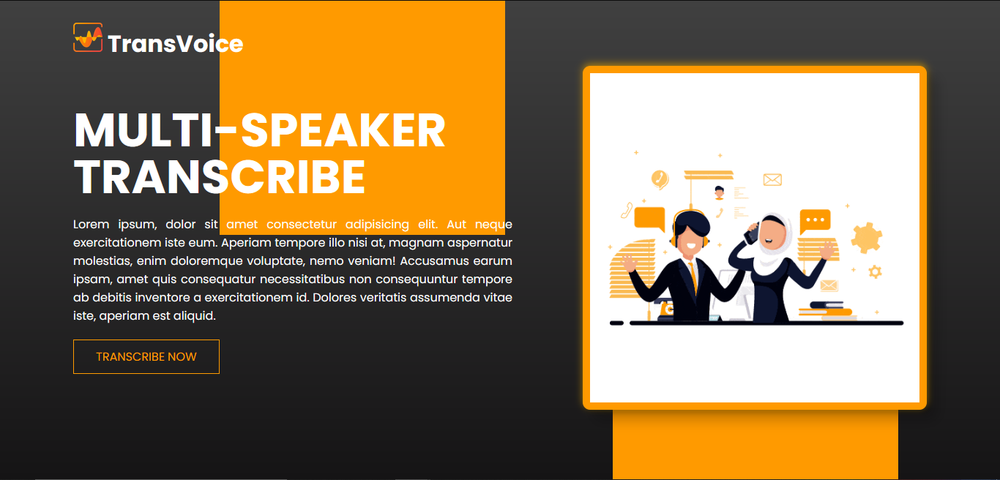 TransVoice
MULTI-SPEAKER
TRANSCRIBE
Lorem ipsum, dolor sit amet consectetur adipisicing elit. Aut neque
exercitationem iste eum. Aperiam tempore illo nisi at, magnam aspernatur
molestias, enim doloremque voluptate, nemo veniam! Accusamus earum
ipsam, amet quis consequatur necessitatibus non consequuntur tempore
ab debitis inventore a exercitationem id. Dolores veritatis assumenda vitae
iste, aperiam est aliquid.
TRANSCRIBE NOW